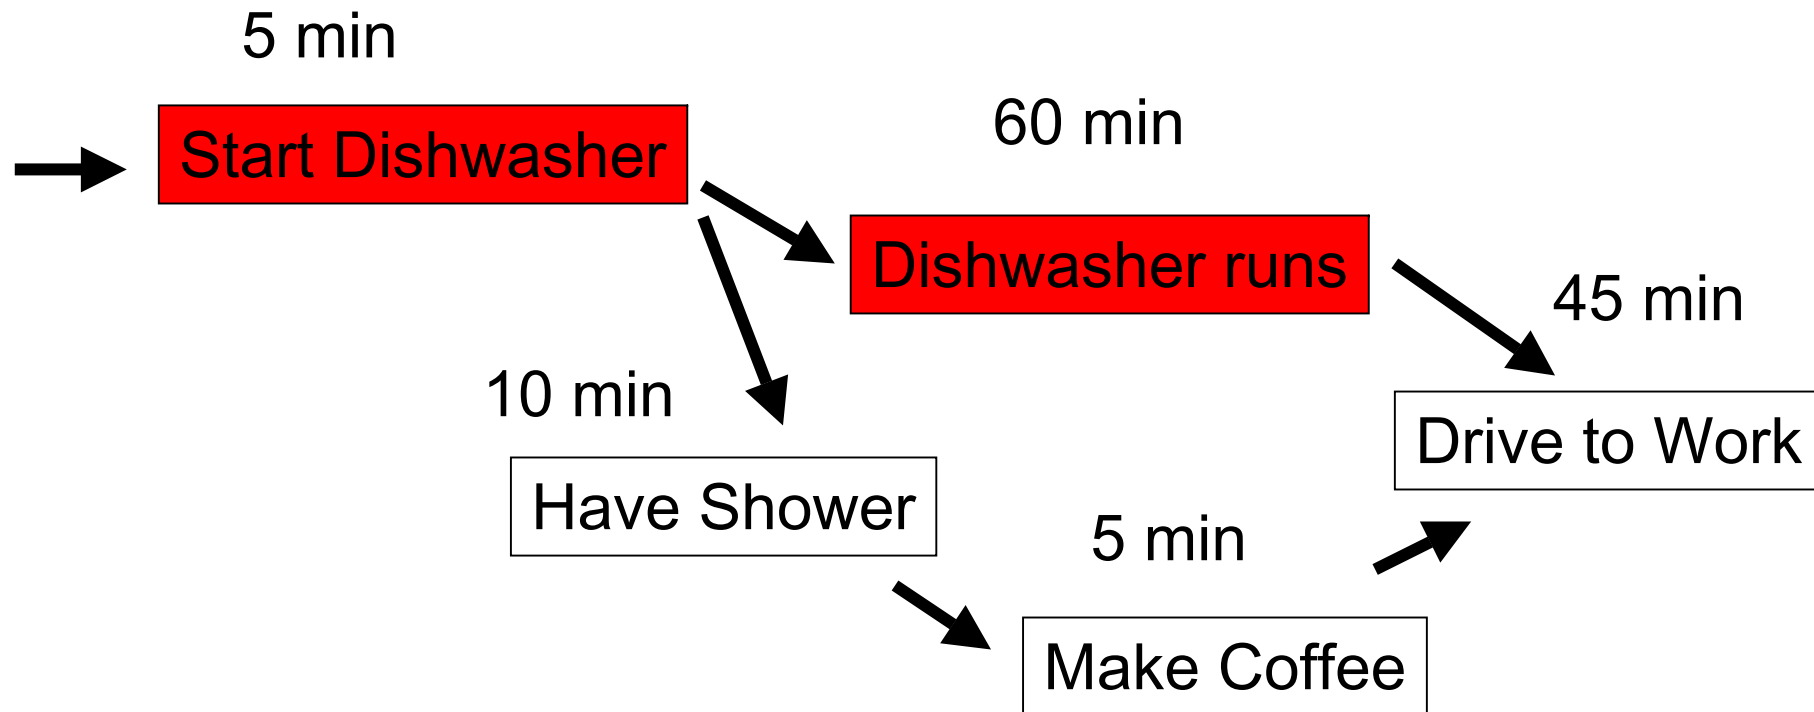 5 min
Start Dishwasher
60 min
Dishwasher runs
45 min
10 min
Drive to Work
Have Shower
5 min
Make Coffee